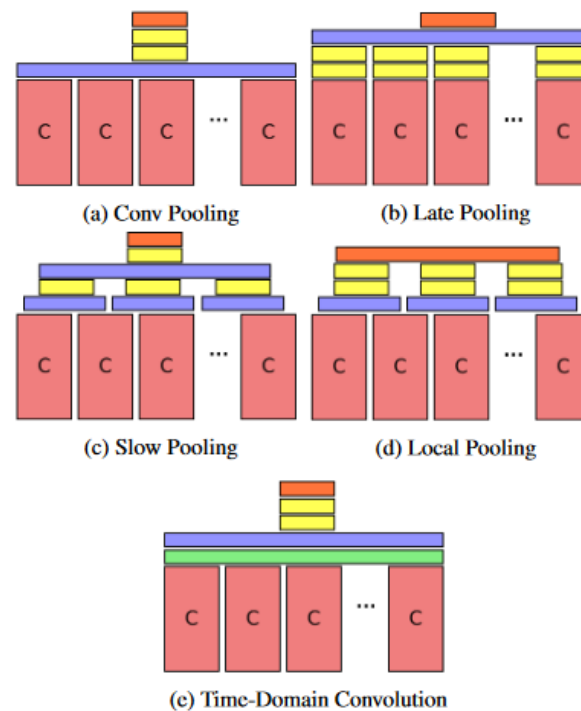 C C C ... C
C C C ... C
(a) Conv Pooling
(b) Late Pooling
C C C ... C
C C C ... C
(c) Slow Pooling
(d) Local Pooling
C C C ... C
(e) Time-Domain Convolution